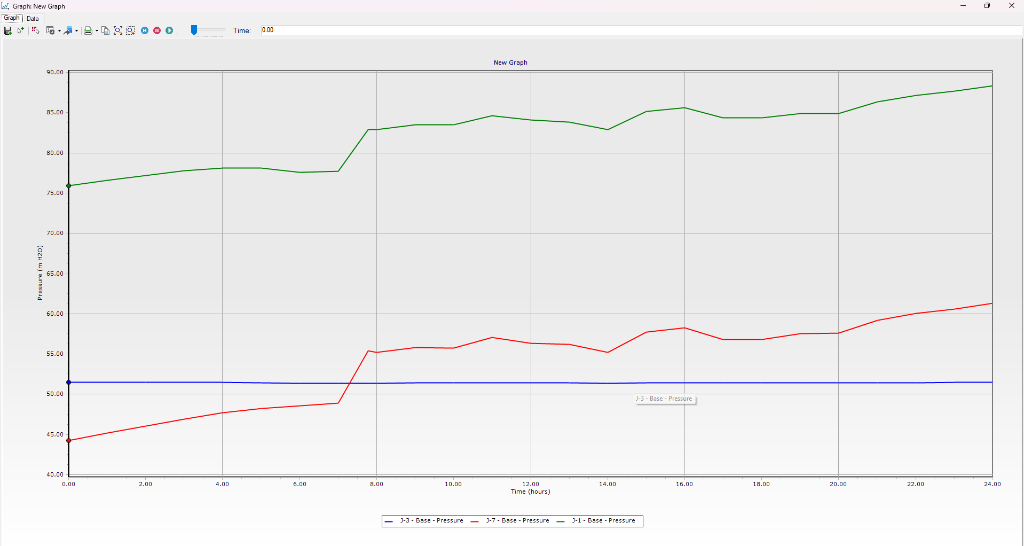 Graph: New Graph
Graph Data
Time: 0.00
New Graph
90.00
85.00
80.00
75.00
70.00
65.00
60.00
55.00
50.00
45.00
40.00
Pressure (m H2O)
J-3 - Base - Pressure
0.00 2.00 4.00 6.00 8.00 10.00 12.00 14.00 16.00 18.00 20.00 22.00 24.00
Time (hours)
J-3 - Base - Pressure J-7 - Base - Pressure J-1 - Base - Pressure